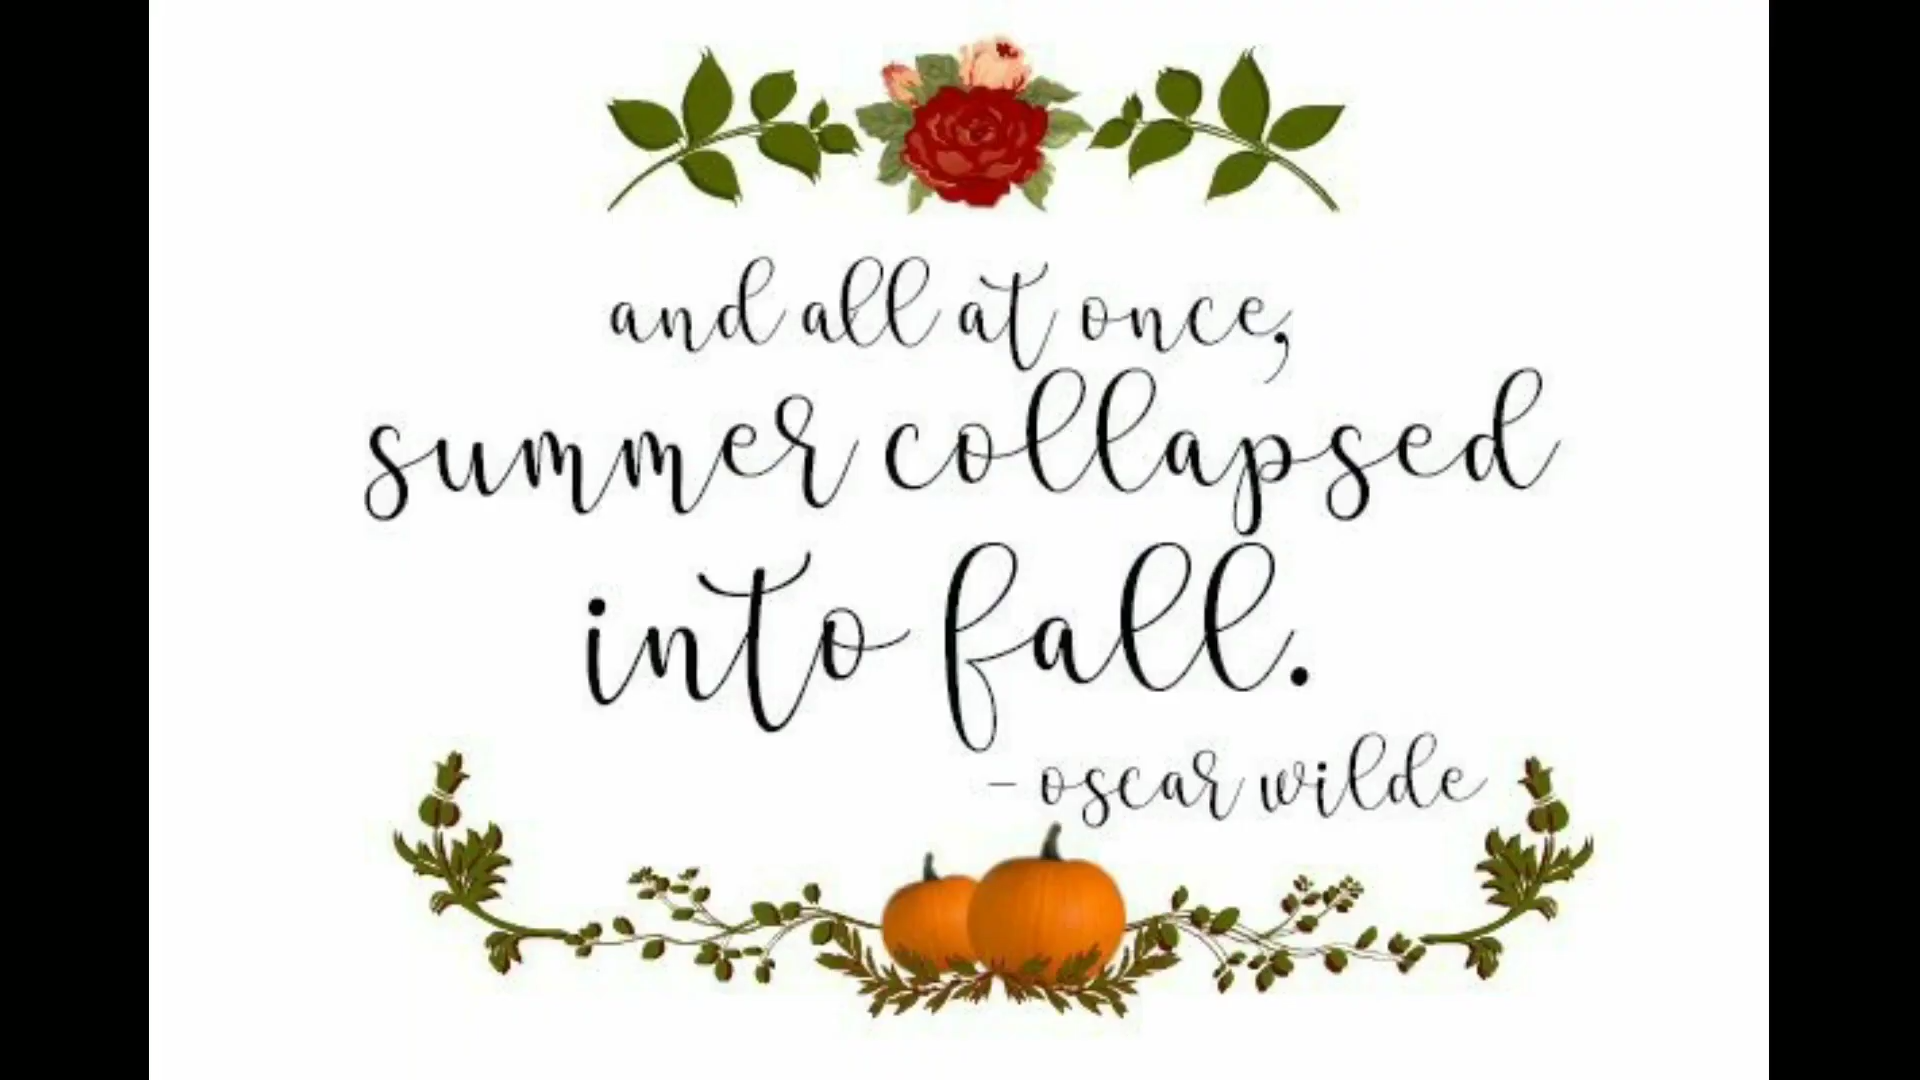 and all at once,
summer collapsed
into fall.
- oscar wilde